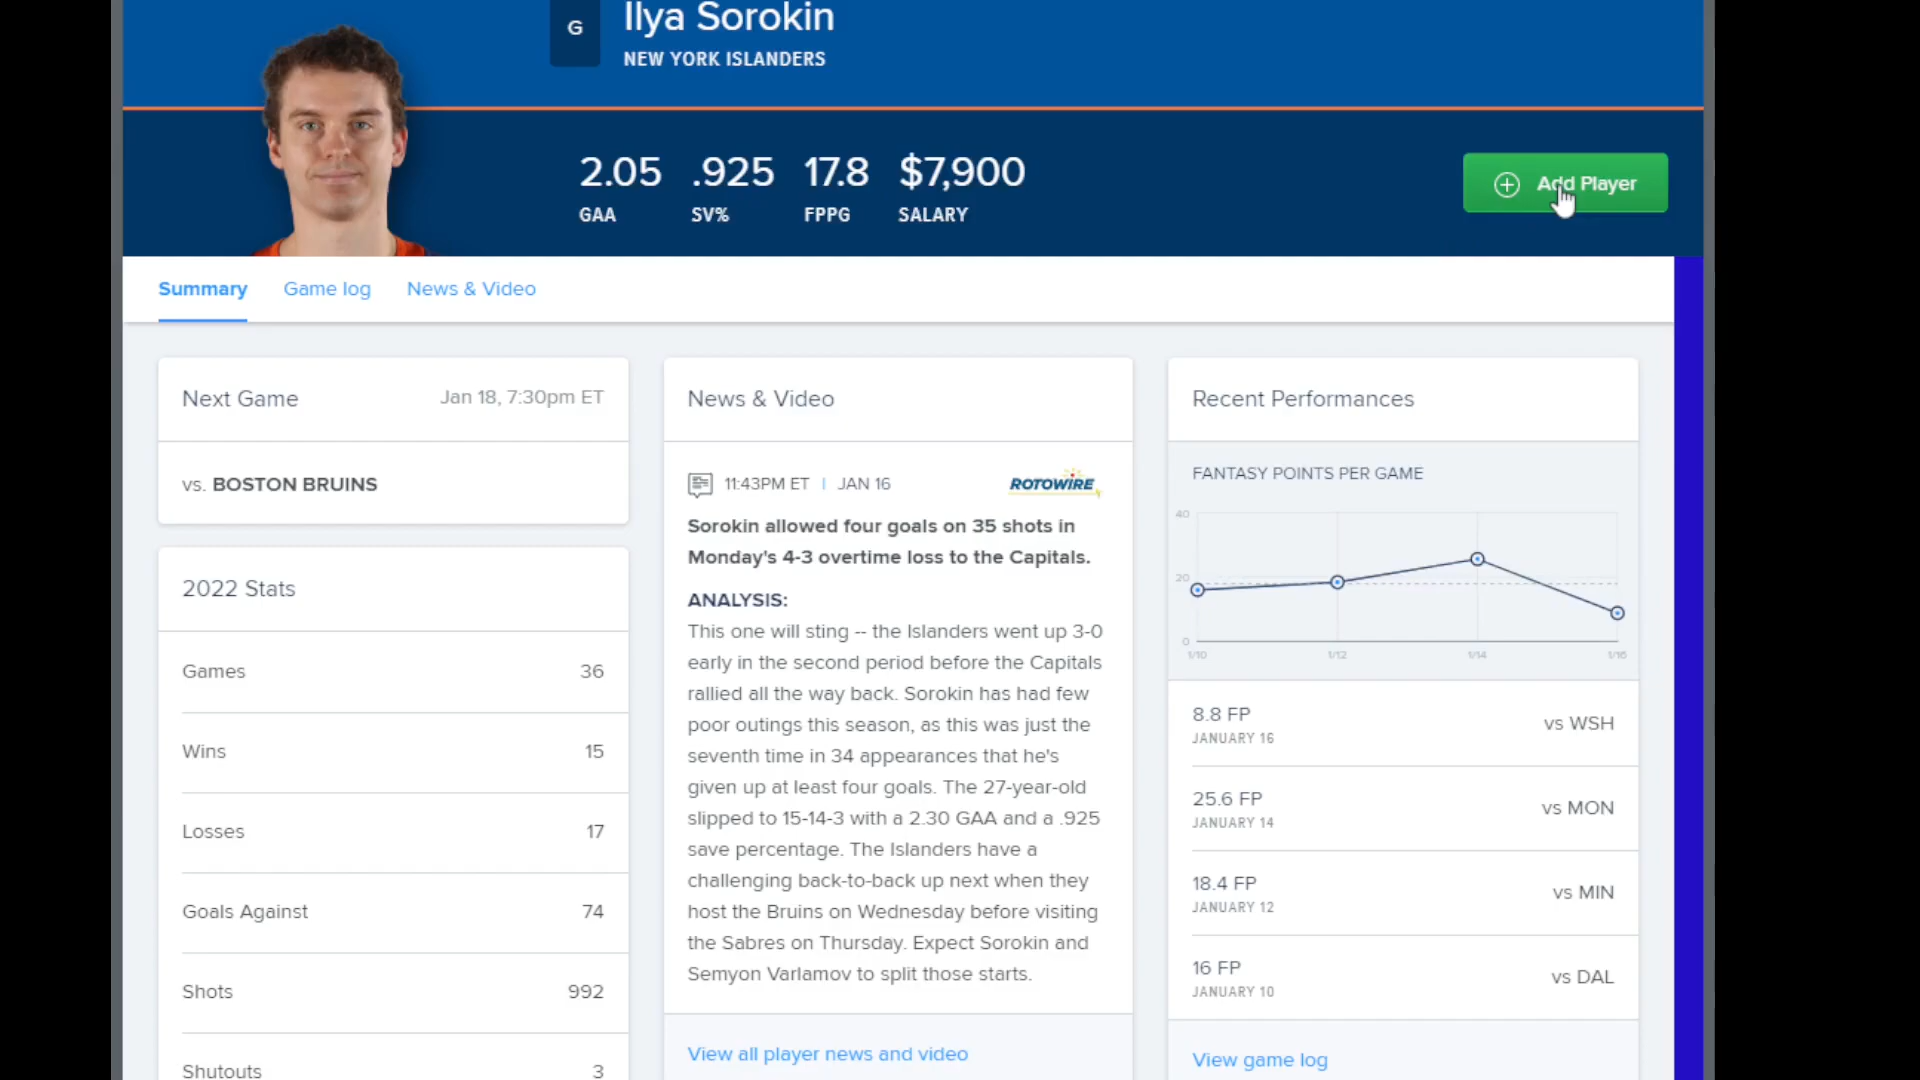 G
Ilya Sorokin
NEW YORK ISLANDERS
2.05
.925
17.8
$7,900
GAA
SV%
FPPG
SALARY
Add Player
Summary
Game log
News & Video
Next Game
Jan 18, 7:30pm ET
vs. BOSTON BRUINS
2022 Stats
Games 36
Wins 15
Losses 17
Goals Against 74
Shots 992
Shutouts 3
News & Video
11:43PM ET | JAN 16
ROTOWIRE
Sorokin allowed four goals on 35 shots in
Monday's 4-3 overtime loss to the Capitals.
ANALYSIS:
This one will sting -- the Islanders went up 3-0
early in the second period before the Capitals
rallied all the way back. Sorokin has had few
poor outings this season, as this was just the
seventh time in 34 appearances that he's
given up at least four goals. The 27-year-old
slipped to 15-14-3 with a 2.30 GAA and a .925
save percentage. The Islanders have a
challenging back-to-back up next when they
host the Bruins on Wednesday before visiting
the Sabres on Thursday. Expect Sorokin and
Semyon Varlamov to split those starts.
View all player news and video
Recent Performances
FANTASY POINTS PER GAME
40
20
0
1/10
1/12
1/14
1/16
8.8 FP
JANUARY 16
vs WSH
25.6 FP
JANUARY 14
vs MON
18.4 FP
JANUARY 12
vs MIN
16 FP
JANUARY 10
vs DAL
View game log